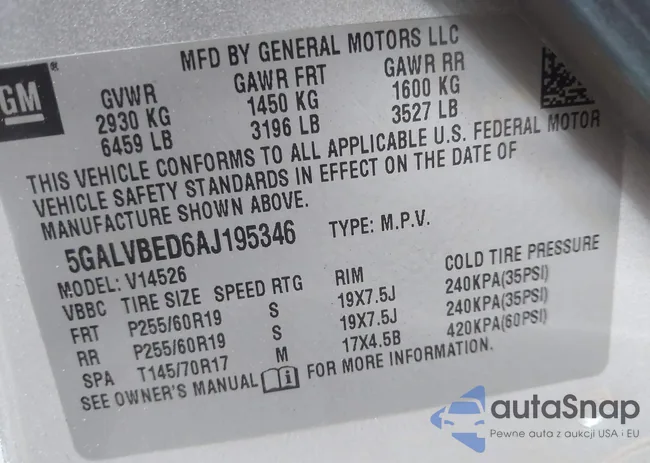 MFD BY GENERAL MOTORS LLC
GM®
GVWR GAWR FRT GAWR RR
2930 KG 1450 KG 1600 KG
6459 LB 3196 LB 3527 LB
THIS VEHICLE CONFORMS TO ALL APPLICABLE U.S. FEDERAL MOTOR
VEHICLE SAFETY STANDARDS IN EFFECT ON THE DATE OF
MANUFACTURE SHOWN ABOVE.
5GALVBED6AJ195346 TYPE: M.P.V.
MODEL: V14526
VBBC TIRE SIZE SPEED RTG RIM COLD TIRE PRESSURE
FRT P255/60R19 S 19X7.5J 240KPA(35PSI)
RR P255/60R19 S 19X7.5J 240KPA(35PSI)
SPA T145/70R17 M 17X4.5B 420KPA(60PSI)
SEE OWNER'S MANUAL i FOR MORE INFORMATION.
autaSnap
Pewne auta z aukcji USA i EU